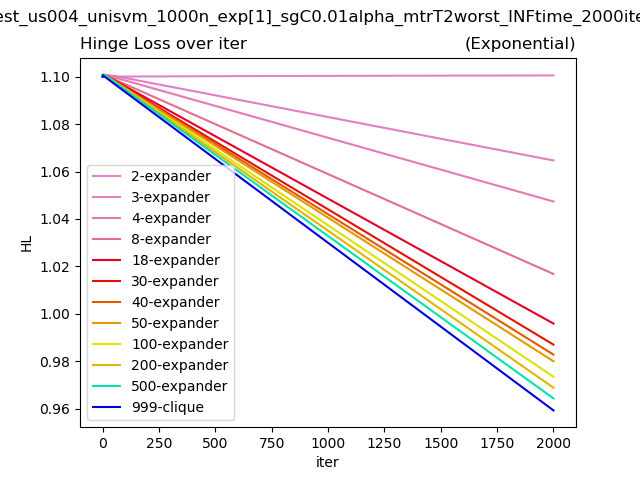 est_us004_unisvm_1000n_exp[1]_sgC0.01alpha_mtrT2worst_INFtime_2000ite
Hinge Loss over iter (Exponential)
1.10
1.08
1.06
1.04
1.02
1.00
0.98
0.96
HL
2-expander
3-expander
4-expander
8-expander
18-expander
30-expander
40-expander
50-expander
100-expander
200-expander
500-expander
999-clique
0 250 500 750 1000 1250 1500 1750 2000
iter